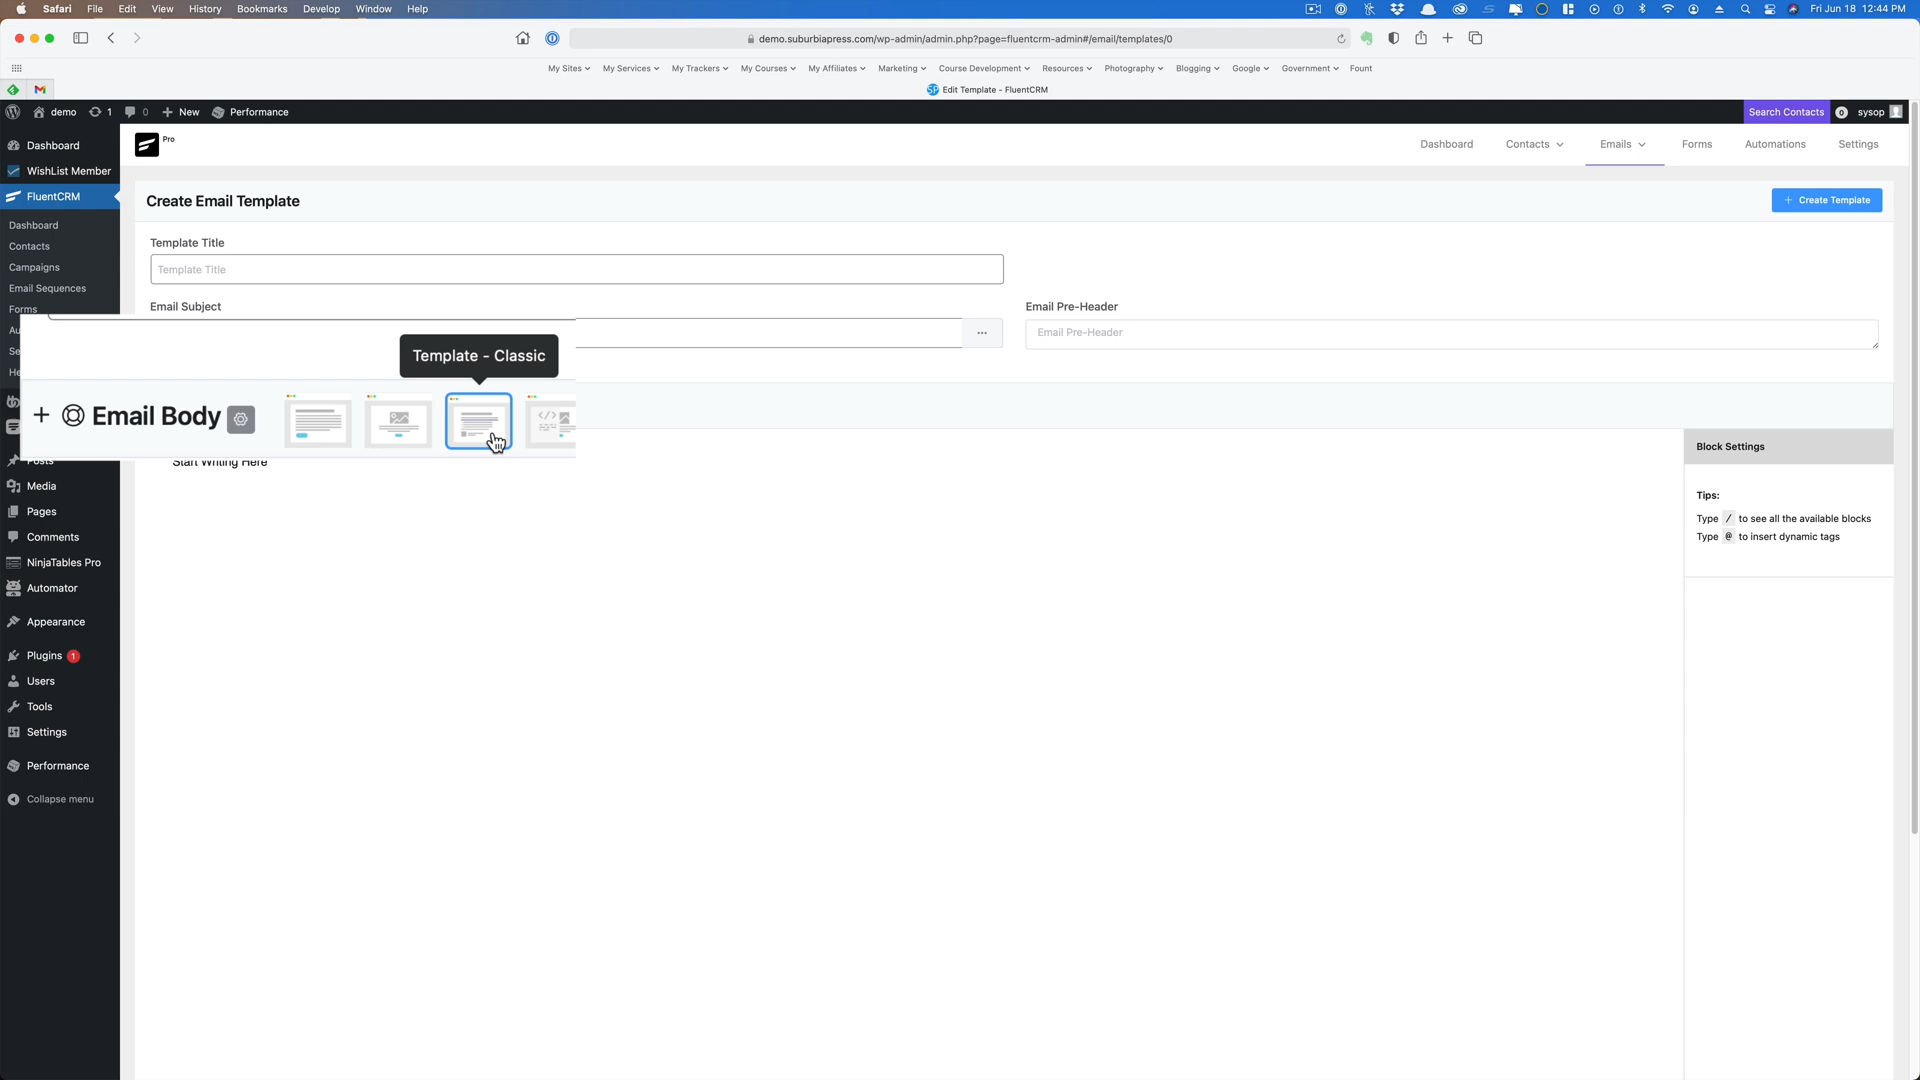 Safari File Edit View History Bookmarks Develop Window Help
Fri Jun 18 12:44 PM
demo.suburbiapress.com/wp-admin/admin.php?page=fluentcrm-admin#/email/templates/0
My Sites My Services My Trackers My Courses My Affiliates Marketing Course Development Resources Photography Blogging Google Government Fount
Edit Template - FluentCRM
demo 1 0 New Performance
Search Contacts 0 sysop
Pro
Dashboard Contacts Emails Forms Automations Settings
Dashboard
WishList Member
FluentCRM
Dashboard
Contacts
Campaigns
Email Sequences
Forms
Au
Se
He
Posts
Media
Pages
Comments
NinjaTables Pro
Automator
Appearance
Plugins 1
Users
Tools
Settings
Performance
Collapse menu
Create Email Template
+ Create Template
Template Title
Template Title
Email Subject
Email Pre-Header
Email Pre-Header
Template - Classic
+ Email Body
Start Writing Here
Block Settings
Tips:
Type / to see all the available blocks
Type @ to insert dynamic tags